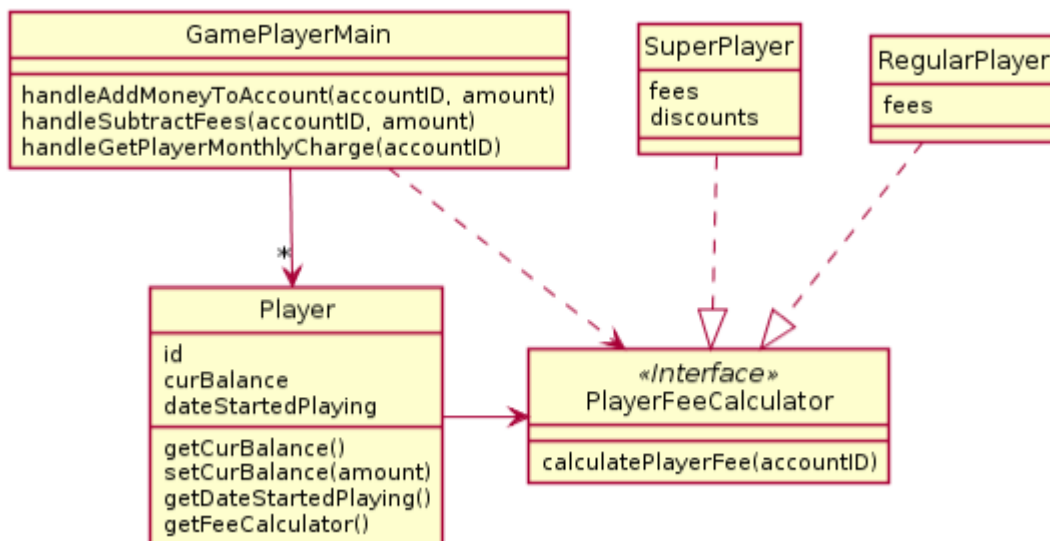 GamePlayerMain
handleAddMoneyToAccount(accountID, amount)
handleSubtractFees(accountID, amount)
handleGetPlayerMonthlyCharge(accountID)
SuperPlayer
fees
discounts
RegularPlayer
fees
*
Player
id
curBalance
dateStartedPlaying
getCurBalance()
setCurBalance(amount)
getDateStartedPlaying()
getFeeCalculator()
«Interface»
PlayerFeeCalculator
calculatePlayerFee(accountID)